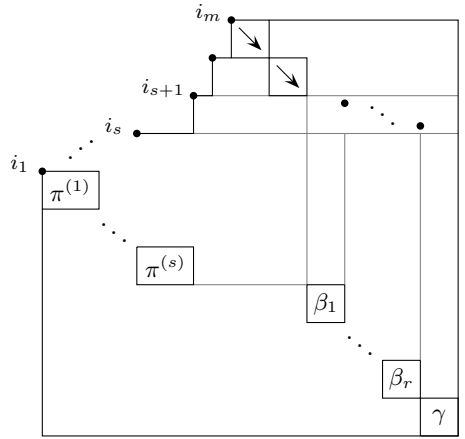 i_m
i_{s+1}
i_s
i_1
π^{(1)}
π^{(s)}
β_1
β_r
γ